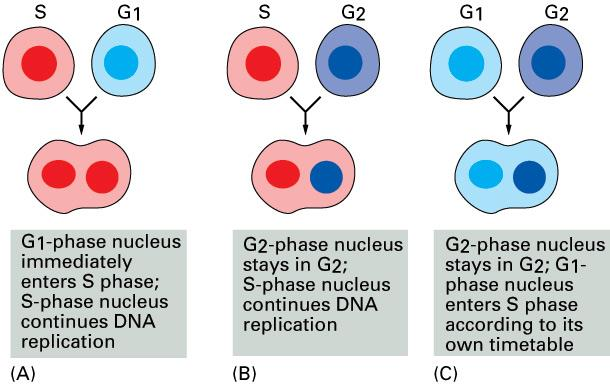 S G1
S G2
G1 G2
G1-phase nucleus
immediately
enters S phase;
S-phase nucleus
continues DNA
replication
(A)
G2-phase nucleus
stays in G2;
S-phase nucleus
continues DNA
replication
(B)
G2-phase nucleus
stays in G2; G1-
phase nucleus
enters S phase
according to its
own timetable
(C)